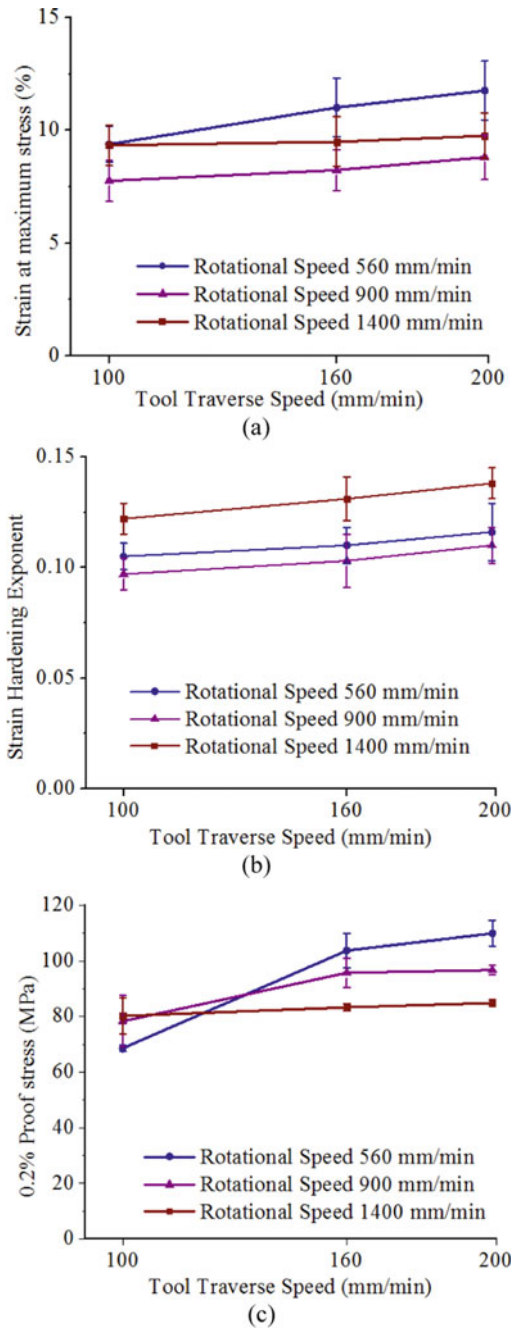 15
10
5
0
Strain at maximum stress (%)
Rotational Speed 560 mm/min
Rotational Speed 900 mm/min
Rotational Speed 1400 mm/min
100 160 200
Tool Traverse Speed (mm/min)
(a)
0.15
0.10
0.05
0.00
Strain Hardening Exponent
Rotational Speed 560 mm/min
Rotational Speed 900 mm/min
Rotational Speed 1400 mm/min
100 160 200
Tool Traverse Speed (mm/min)
(b)
120
100
80
60
40
20
0
0.2% Proof stress (MPa)
Rotational Speed 560 mm/min
Rotational Speed 900 mm/min
Rotational Speed 1400 mm/min
100 160 200
Tool Traverse Speed (mm/min)
(c)